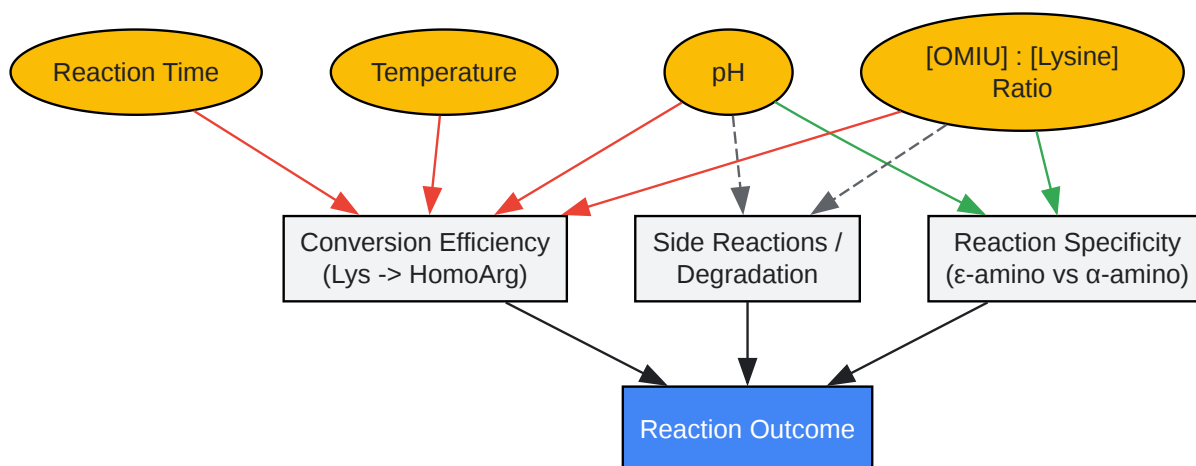 Reaction Time
Temperature
pH
[OMIU] : [Lysine]
Ratio
Conversion Efficiency
(Lys -> HomoArg)
Side Reactions /
Degradation
Reaction Specificity
(ε-amino vs α-amino)
Reaction Outcome